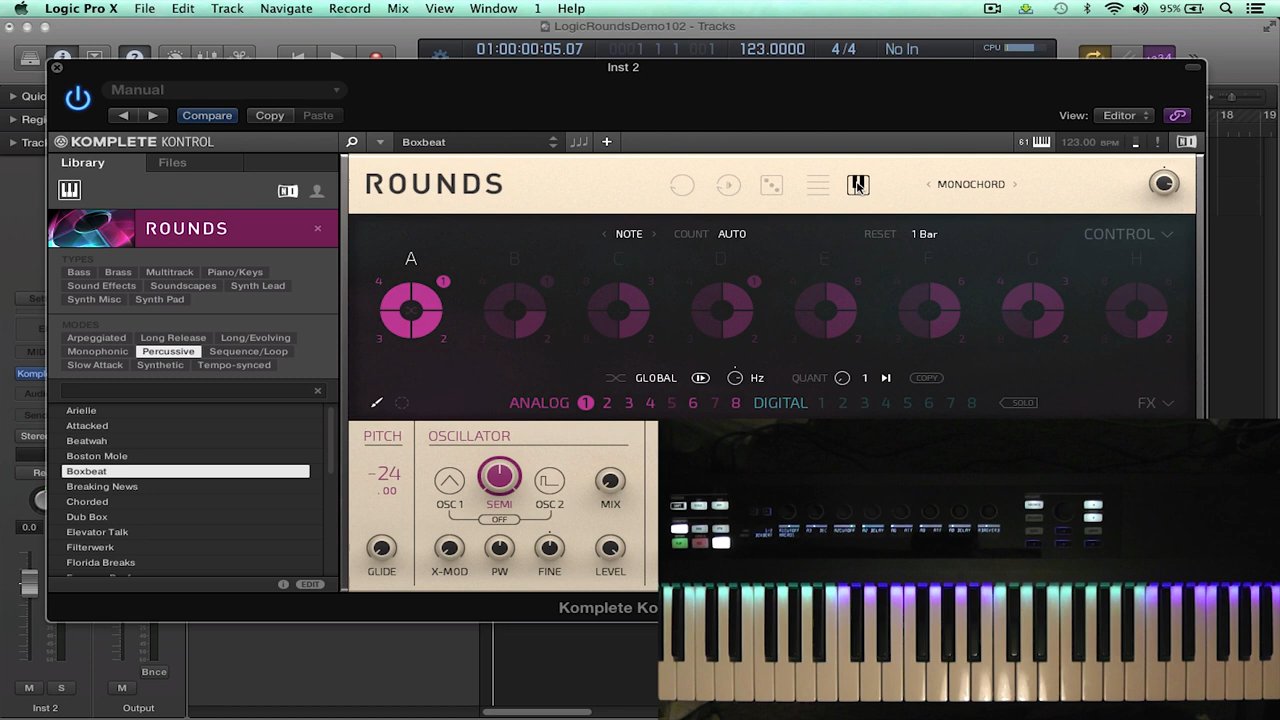 Logic Pro X File Edit Track Navigate Record Mix View Window 1 Help 95%
LogicRoundsDemo102 - Tracks
01:00:00:05.07 0001 1 1 001 123.0000 4/4 No In CPU 1234
Inst 2
Manual
Compare Copy Paste View: Editor
Quic
Regi
Trac
18 19
KOMPLETE KONTROL Boxbeat 61 123.00 BPM
Library Files
ROUNDS MONOCHORD
ROUNDS ×
NOTE COUNT AUTO RESET 1 Bar CONTROL
TYPES
Bass Brass Multitrack Piano/Keys
Sound Effects Soundscapes Synth Lead
Synth Misc Synth Pad
A B C D E F G H
MODES
Arpeggiated Long Release Long/Evolving
Monophonic Percussive Sequence/Loop
Slow Attack Synthetic Tempo-synced
GLOBAL Hz QUANT 1 COPY
ANALOG 1 2 3 4 5 6 7 8 DIGITAL 1 2 3 4 5 6 7 8 SOLO FX
Arielle
Attacked
Beatwah
Boston Mole
Boxbeat
Breaking News
Chorded
Dub Box
Elevator Talk
Filterwerk
Florida Breaks
EDIT
PITCH OSCILLATOR
-24
.00
OSC 1 SEMI OSC 2 MIX
OFF
GLIDE X-MOD PW FINE LEVEL
Komplete Ko
0.0
Bnce
M S M
Inst 2 Output